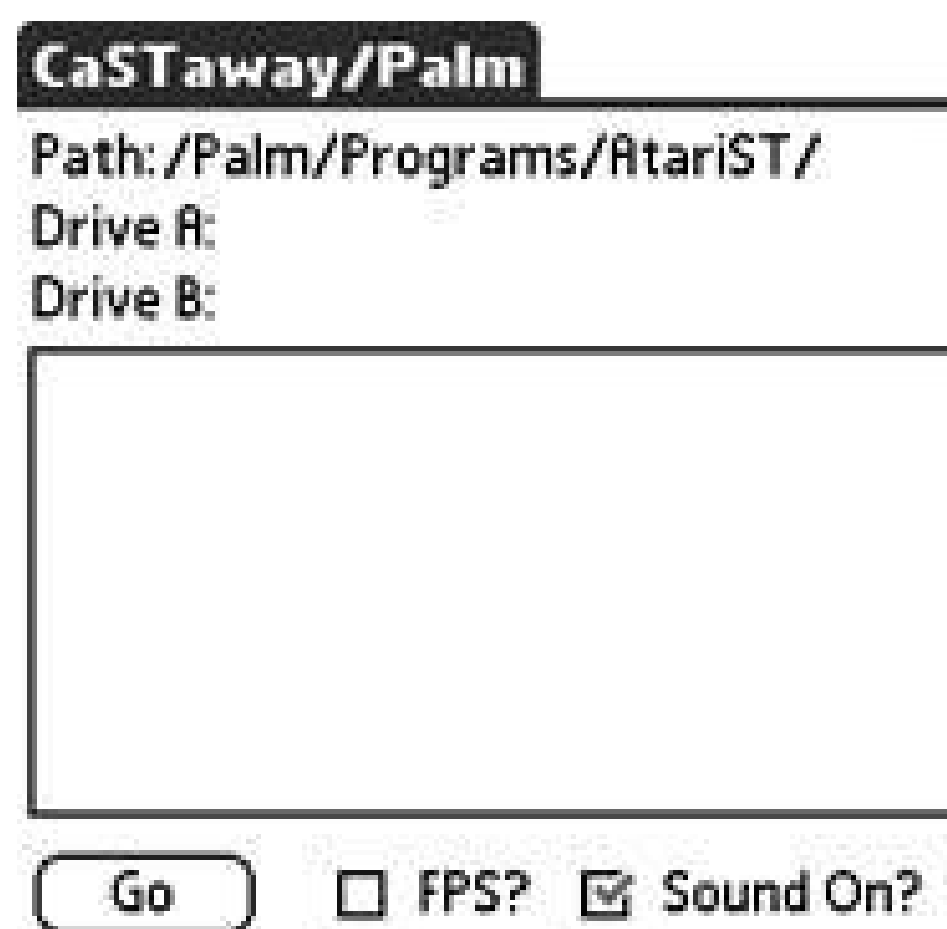 CaSTaway/Palm
Path: /Palm/Programs/AtariST/
Drive A:
Drive B:
Go FPS? Sound On?